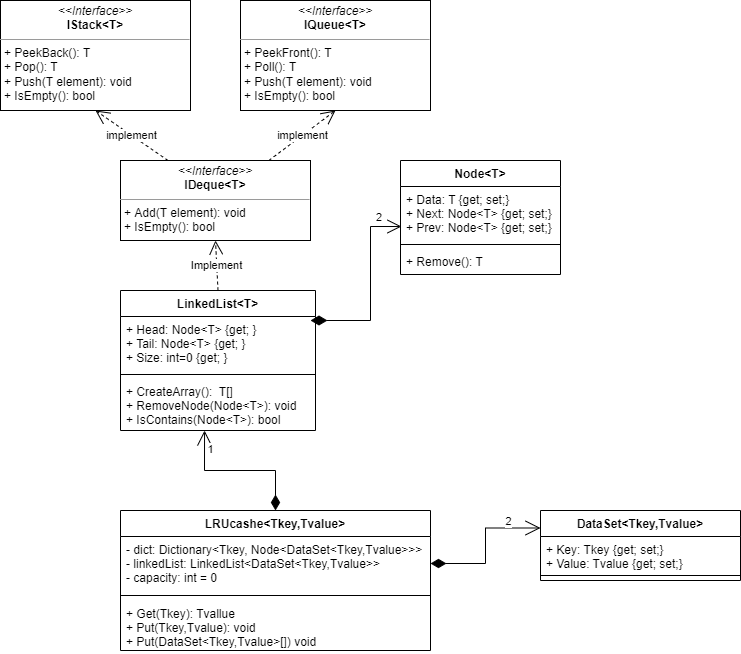 <<Interface>>
IStack<T>
+ PeekBack(): T
+ Pop(): T
+ Push(T element): void
+ IsEmpty(): bool
<<Interface>>
IQueue<T>
+ PeekFront(): T
+ Poll(): T
+ Push(T element): void
+ IsEmpty(): bool
implement
implement
<<Interface>>
IDeque<T>
+ Add(T element): void
+ IsEmpty(): bool
Node<T>
+ Data: T {get; set;}
+ Next: Node<T> {get; set;}
+ Prev: Node<T> {get; set;}
+ Remove(): T
2
Implement
LinkedList<T>
+ Head: Node<T> {get; }
+ Tail: Node<T> {get; }
+ Size: int=0 {get; }
+ CreateArray(): T[]
+ RemoveNode(Node<T>): void
+ IsContains(Node<T>): bool
1
LRUcashe<Tkey,Tvalue>
- dict: Dictionary<Tkey, Node<DataSet<Tkey,Tvalue>>>
- linkedList: LinkedList<DataSet<Tkey,Tvalue>>
- capacity: int = 0
+ Get(Tkey): Tvallue
+ Put(Tkey,Tvalue): void
+ Put(DataSet<Tkey,Tvalue>[]) void
2
DataSet<Tkey,Tvalue>
+ Key: Tkey {get; set;}
+ Value: Tvalue {get; set;}